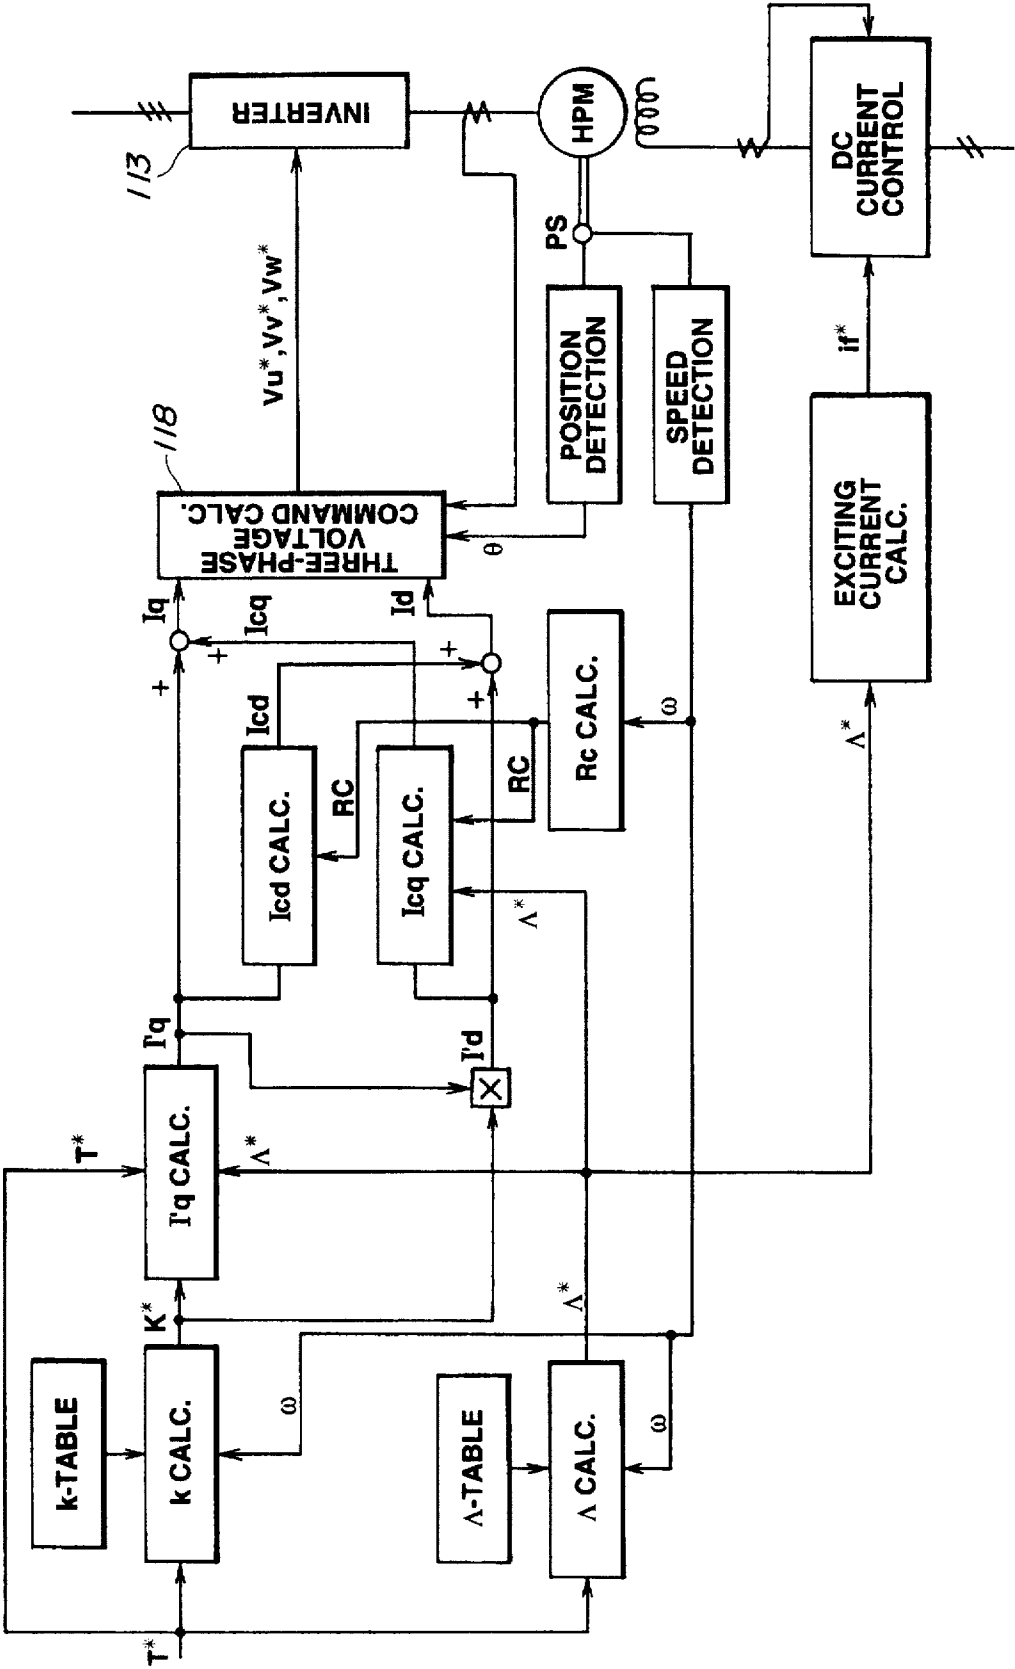 T*
k-TABLE
k CALC.
K*
T*
I'q CALC.
I'q
+
Iq
+
Icq
Icd CALC.
Icd
RC
Icq CALC.
RC
Λ*
+
+
Id
I'd
×
ω
Λ*
THREE-PHASE
VOLTAGE
COMMAND CALC.
118
Vu*,Vv*,Vw*
INVERTER
113
θ
Λ-TABLE
Λ CALC.
ω
Λ*
Rc CALC.
ω
POSITION
DETECTION
SPEED
DETECTION
PS
HPM
Λ*
EXCITING
CURRENT
CALC.
if*
DC
CURRENT
CONTROL